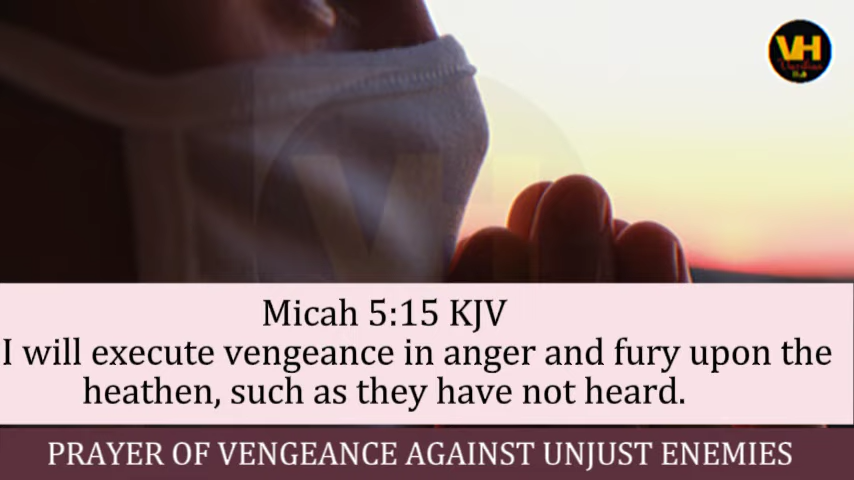 VH
Micah 5:15 KJV
I will execute vengeance in anger and fury upon the
heathen, such as they have not heard.
PRAYER OF VENGEANCE AGAINST UNJUST ENEMIES